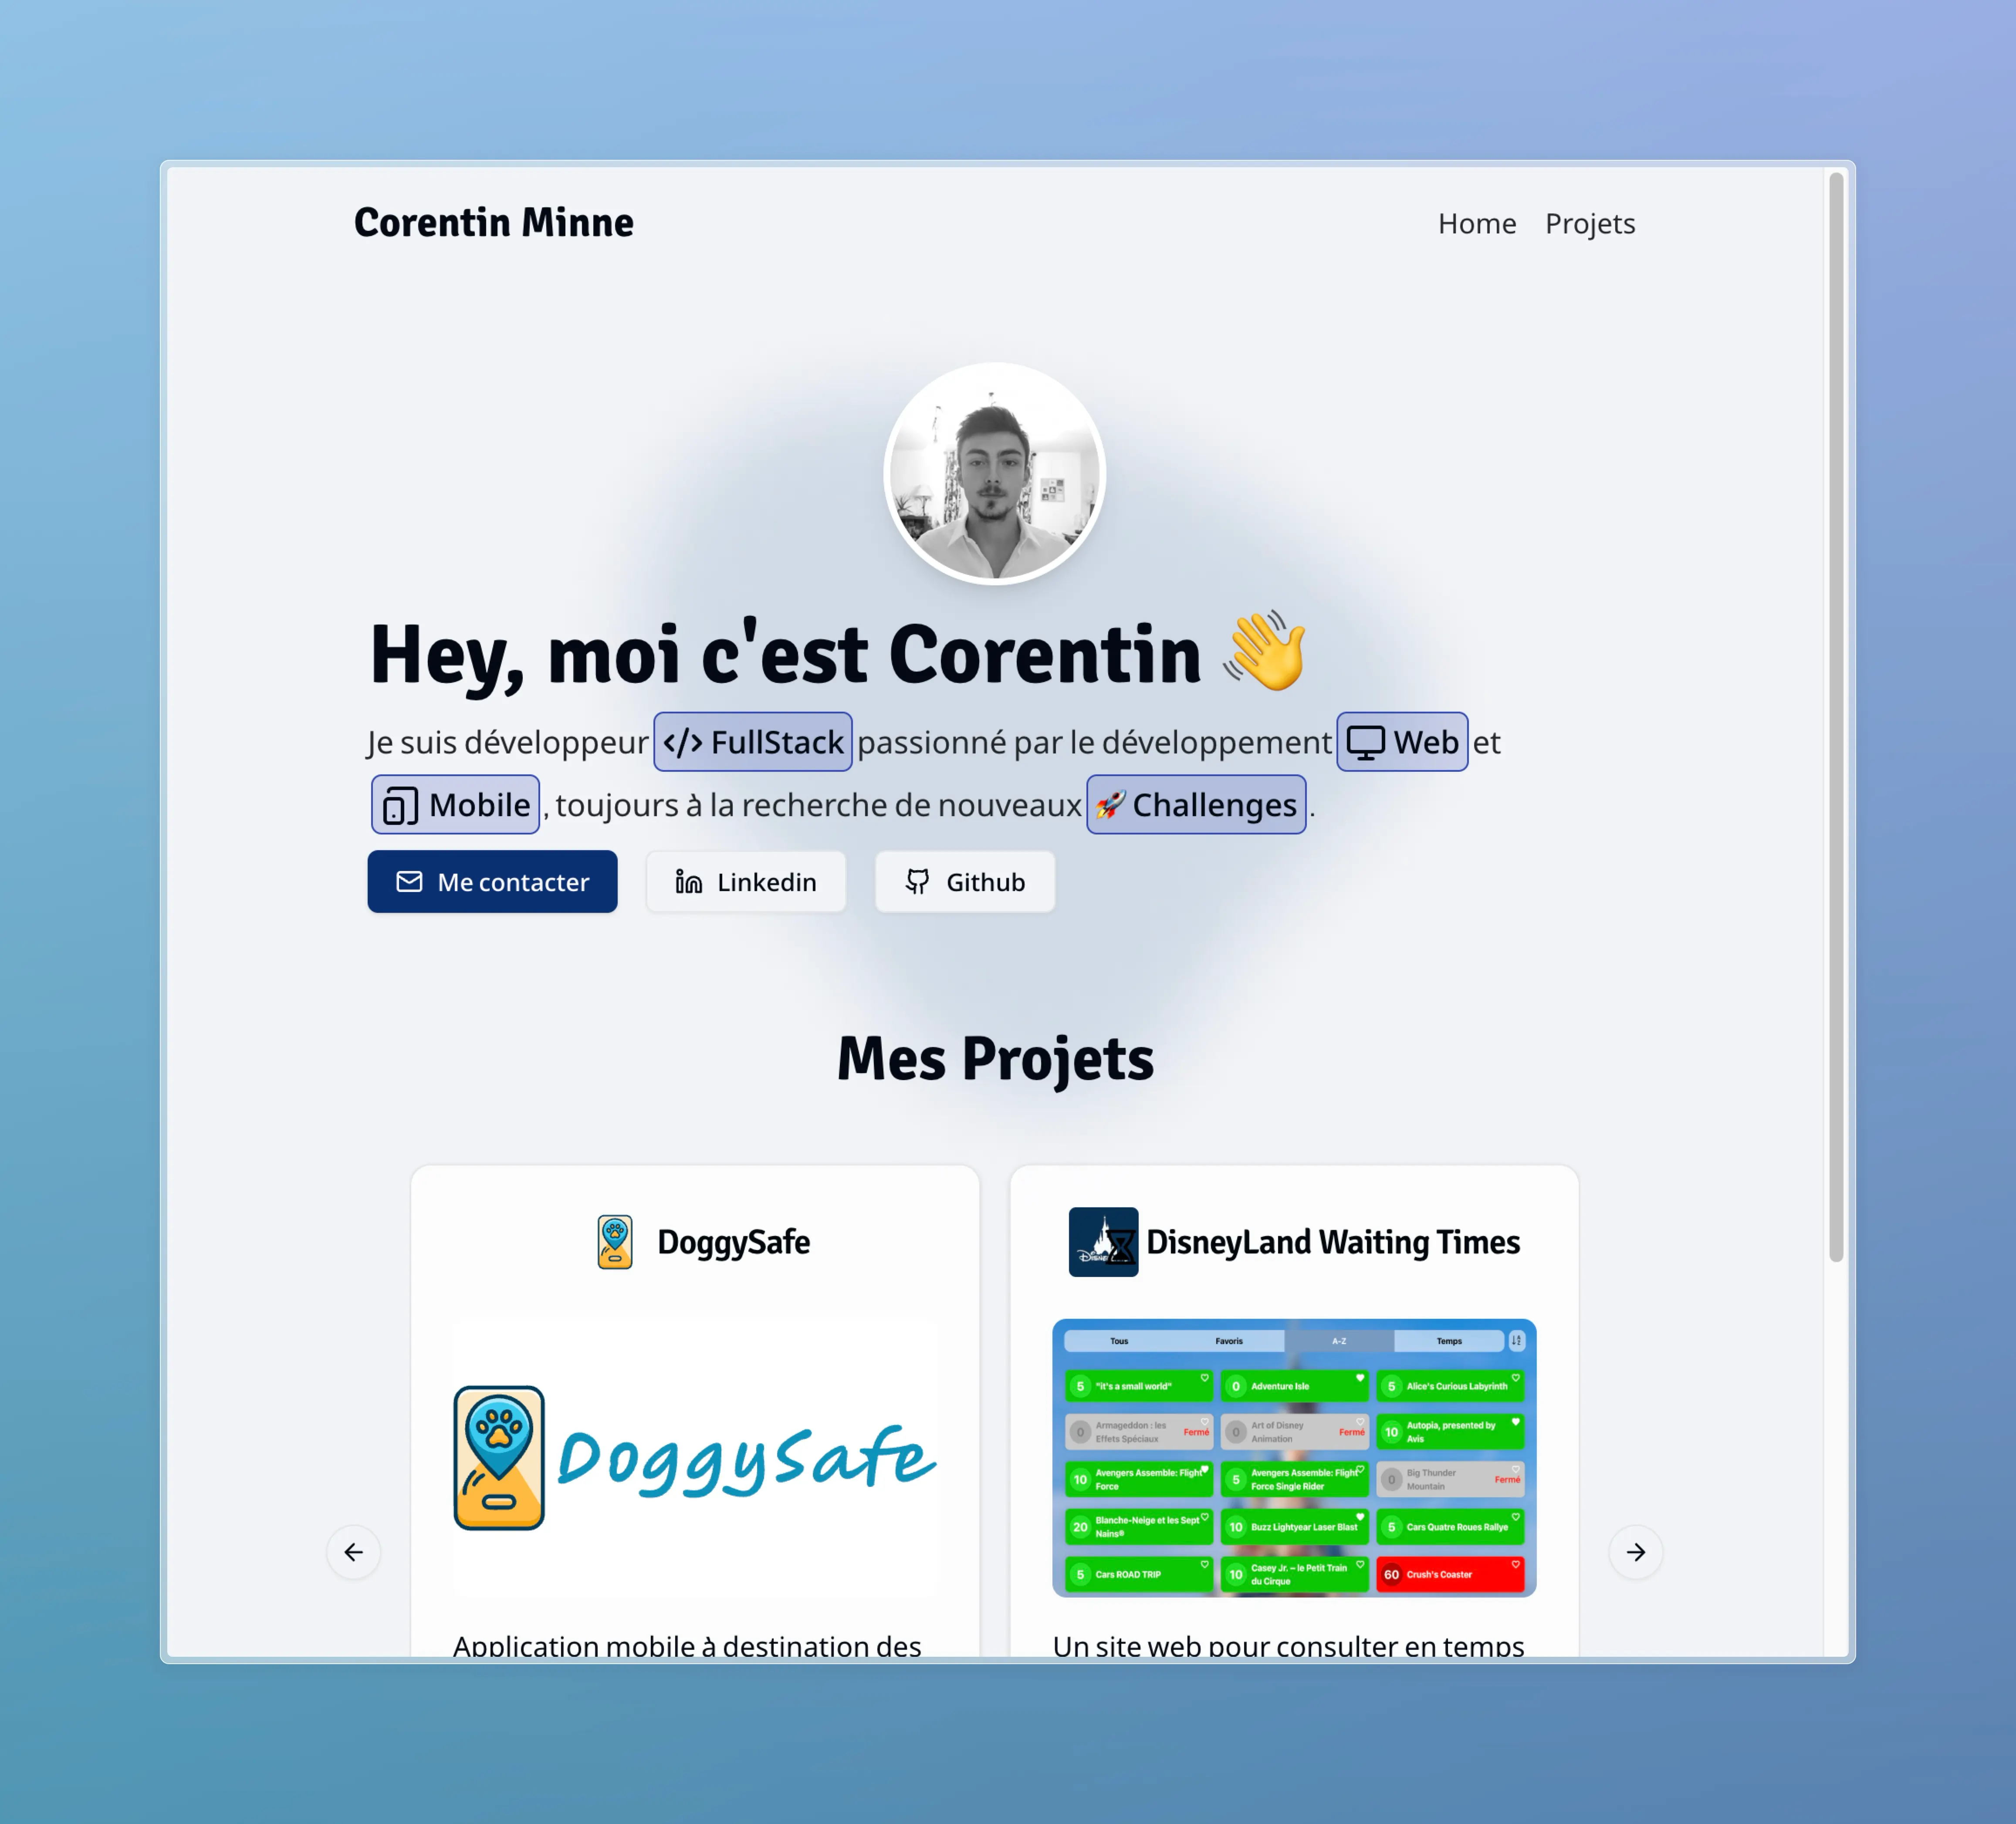 Corentin Minne
Home Projets
Hey, moi c'est Corentin 👋
Je suis développeur </> FullStack passionné par le développement Web et
Mobile, toujours à la recherche de nouveaux 🚀 Challenges.
Me contacter Linkedin Github
Mes Projets
DoggySafe
DoggySafe
Application mobile à destination des
DisneyLand Waiting Times
Tous Favoris A-Z Temps
5 "it's a small world"
0 Adventure Isle
5 Alice's Curious Labyrinth
0 Armageddon : les
Effets Spéciaux
Fermé
0 Art of Disney
Animation
Fermé
10 Autopia, presented by
Avis
10 Avengers Assemble: Flight
Force
5 Avengers Assemble: Flight
Force Single Rider
0 Big Thunder
Mountain
Fermé
20 Blanche-Neige et les Sept
Nains®
10 Buzz Lightyear Laser Blast
5 Cars Quatre Roues Rallye
5 Cars ROAD TRIP
10 Casey Jr. – le Petit Train
du Cirque
60 Crush's Coaster
Un site web pour consulter en temps